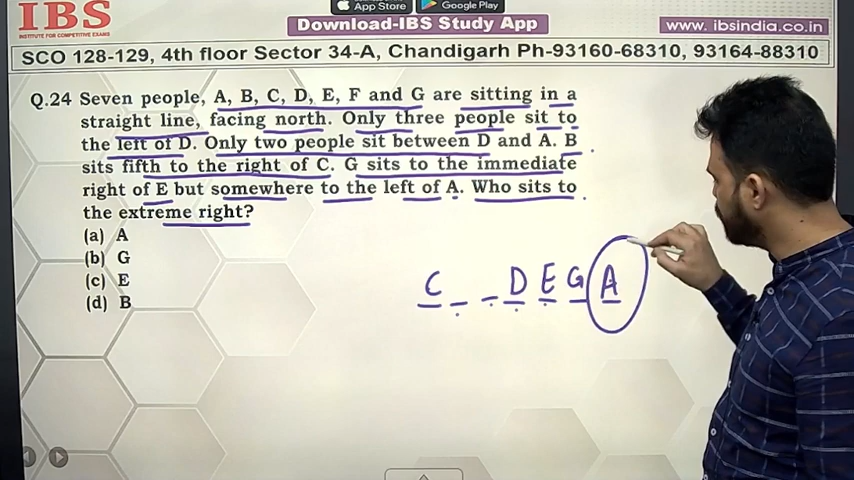 IBS
INSTITUTE FOR COMPETITIVE EXAMS
App Store
Google Play
Download-IBS Study App
www. ibsindia.co.in
SCO 128-129, 4th floor Sector 34-A, Chandigarh Ph-93160-68310, 93164-88310
Q.24 Seven people, A, B, C, D, E, F and G are sitting in a
straight line, facing north. Only three people sit to
the left of D. Only two people sit between D and A. B
sits fifth to the right of C. G sits to the immediate
right of E but somewhere to the left of A. Who sits to
the extreme right?
(a) A
(b) G
(c) E
(d) B
C _ _ D E G A